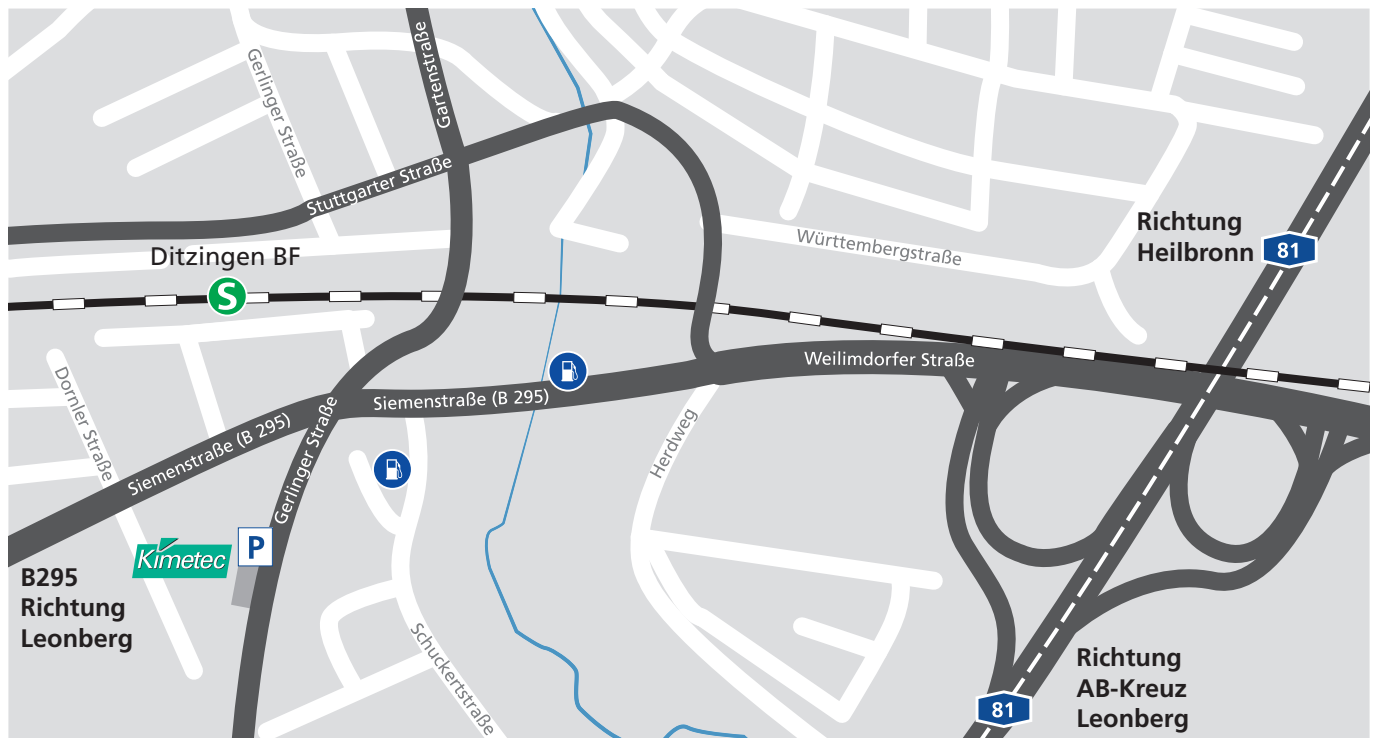 Gartenstraße
Gerlinger Straße
Stuttgarter Straße
Ditzingen BF
S
Württembergstraße
Richtung
Heilbronn
81
Weilimdorfer Straße
Siemenstraße (B 295)
Siemenstraße (B 295)
Dornler Straße
Gerlinger Straße
Herdweg
Kimetec
P
B295
Richtung
Leonberg
Schuckertstraße
Richtung
AB-Kreuz
Leonberg
81